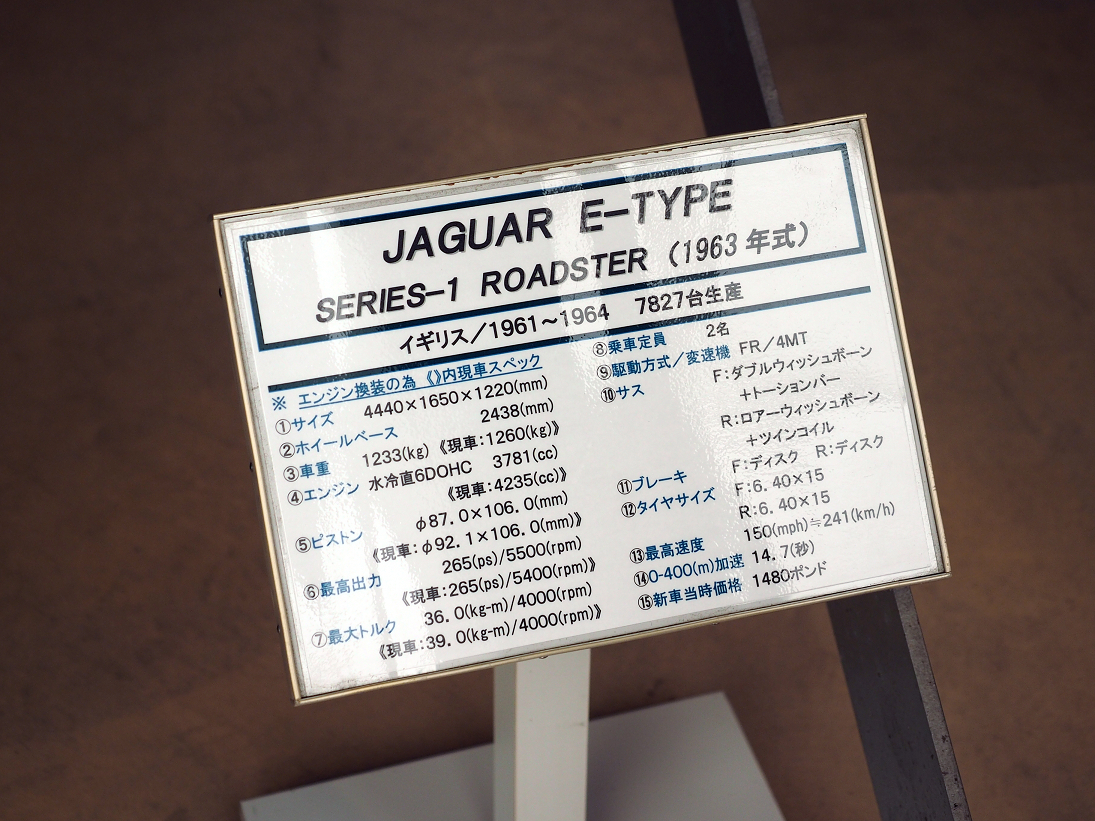 JAGUAR E-TYPE
SERIES-1 ROADSTER（1963年式）
イギリス／1961～1964　7827台生産
※ エンジン換装の為 《》内現車スペック
①サイズ　4440×1650×1220(mm)
②ホイールベース　2438(mm)
③車重　1233(kg)《現車:1260(kg)》
④エンジン　水冷直6DOHC　3781(cc)
《現車:4235(cc)》
⑤ピストン　φ87.0×106.0(mm)
《現車:φ92.1×106.0(mm)》
⑥最高出力　265(ps)/5500(rpm)
《現車:265(ps)/5400(rpm)》
⑦最大トルク　36.0(kg-m)/4000(rpm)
《現車:39.0(kg-m)/4000(rpm)》
⑧乗車定員　2名
⑨駆動方式／変速機　FR／4MT
⑩サス　F:ダブルウィッシュボーン
＋トーションバー
R:ロアーウィッシュボーン
＋ツインコイル
⑪ブレーキ　F:ディスク　R:ディスク
⑫タイヤサイズ　F:6.40×15
R:6.40×15
⑬最高速度　150(mph)≒241(km/h)
⑭0-400(m)加速　14.7(秒)
⑮新車当時価格　1480ポンド